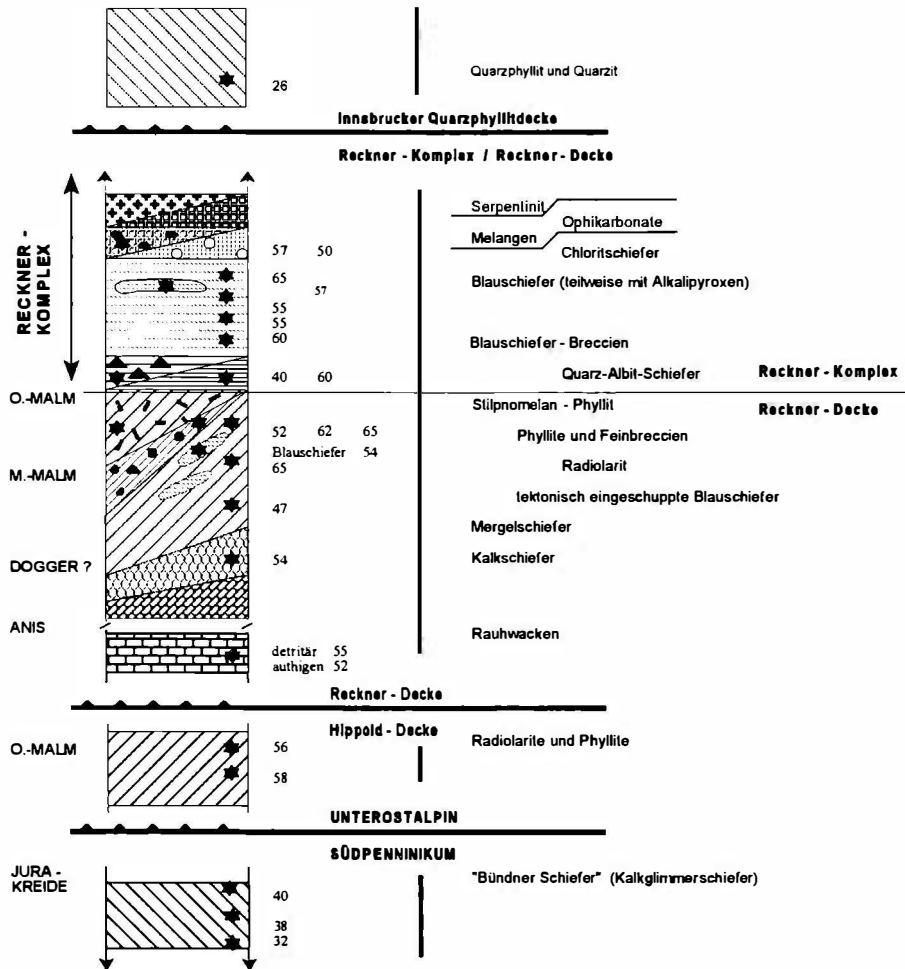 26
Quarzphyllit und Quarzit
Innsbrucker Quarzphyllitdecke
Reckner - Komplex / Reckner - Decke
RECKNER -
KOMPLEX
Serpentinit
Ophikarbonate
Melangen
Chloritschiefer
57 50
65
Blauschiefer (teilweise mit Alkalipyroxen)
57
55
55
60
Blauschiefer - Breccien
40 60
Quarz-Albit-Schiefer
Reckner - Komplex
O.-MALM
Stilpnomelan - Phyllit
Reckner - Decke
52 62 65
Phyllite und Feinbreccien
Blauschiefer 54
M.-MALM
65
Radiolarit
tektonisch eingeschuppte Blauschiefer
47
Mergelschiefer
DOGGER ?
54
Kalkschiefer
ANIS
Rauhwacken
detritär 55
authigen 52
Reckner - Decke
Hippold - Decke
O.-MALM
56
Radiolarite und Phyllite
58
UNTEROSTALPIN
SÜDPENNINIKUM
JURA -
KREIDE
"Bündner Schiefer" (Kalkglimmerschiefer)
40
38
32